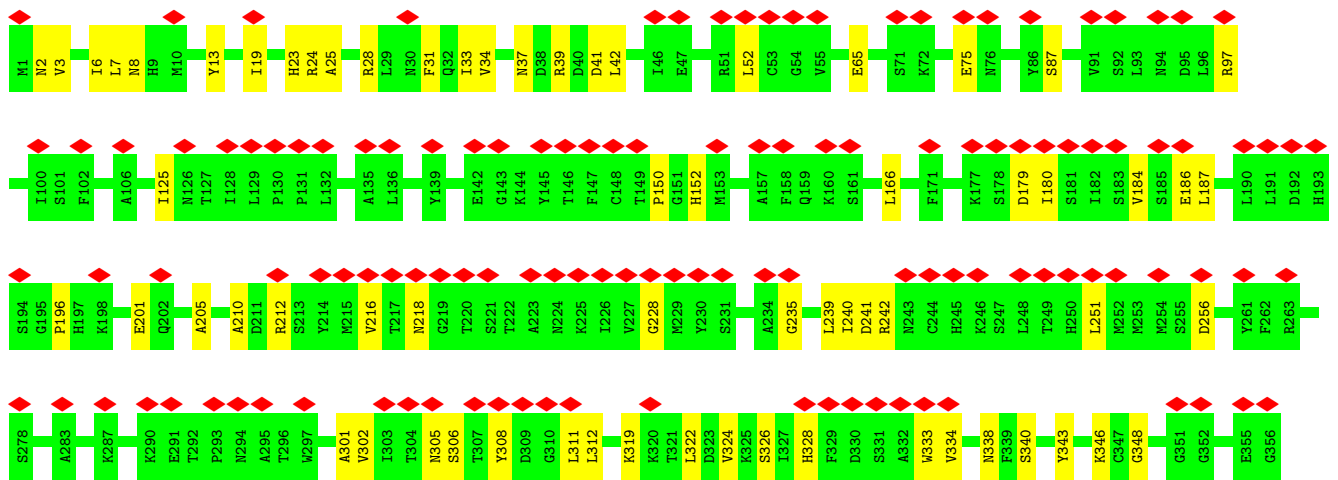 M1 N2 V3 I6 L7 N8 H9 M10 Y13 I19 H23 R24 A25 R28 L29 N30 F31 Q32 I33 V34 N37 D38 R39 D40 D41 L42 I46 E47 R51 L52 C53 G54 V55 E65 S71 K72 E75 N76 Y86 S87 V91 S92 L93 N94 D95 L96 R97
I100 S101 F102 A106 I125 N126 T127 I128 L129 P130 P131 L132 A135 L136 Y139 E142 G143 K144 Y145 T146 F147 C148 T149 P150 G151 H152 M153 A157 F158 Q159 K160 S161 L166 F171 K177 S178 D179 I180 S181 I182 S183 V184 S185 E186 L187 L190 L191 D192 H193
S194 G195 P196 H197 K198 E201 Q202 A205 A210 D211 R212 S213 Y214 M215 V216 T217 N218 G219 T220 S221 T222 A223 N224 K225 I226 V227 G228 M229 Y230 S231 A234 G235 L239 I240 D241 R242 N243 C244 H245 K246 S247 L248 T249 H250 L251 M252 M253 M254 S255 D256 Y261 F262 R263
S278 A283 K287 K290 E291 T292 P293 N294 A295 T296 W297 A301 V302 I303 T304 N305 S306 T307 Y308 D309 G310 L311 L312 K319 K320 T321 L322 D323 V324 K325 S326 I327 H328 F329 D330 S331 A332 W333 V334 N338 F339 S340 Y343 K346 C347 G348 G351 G352 E355 G356